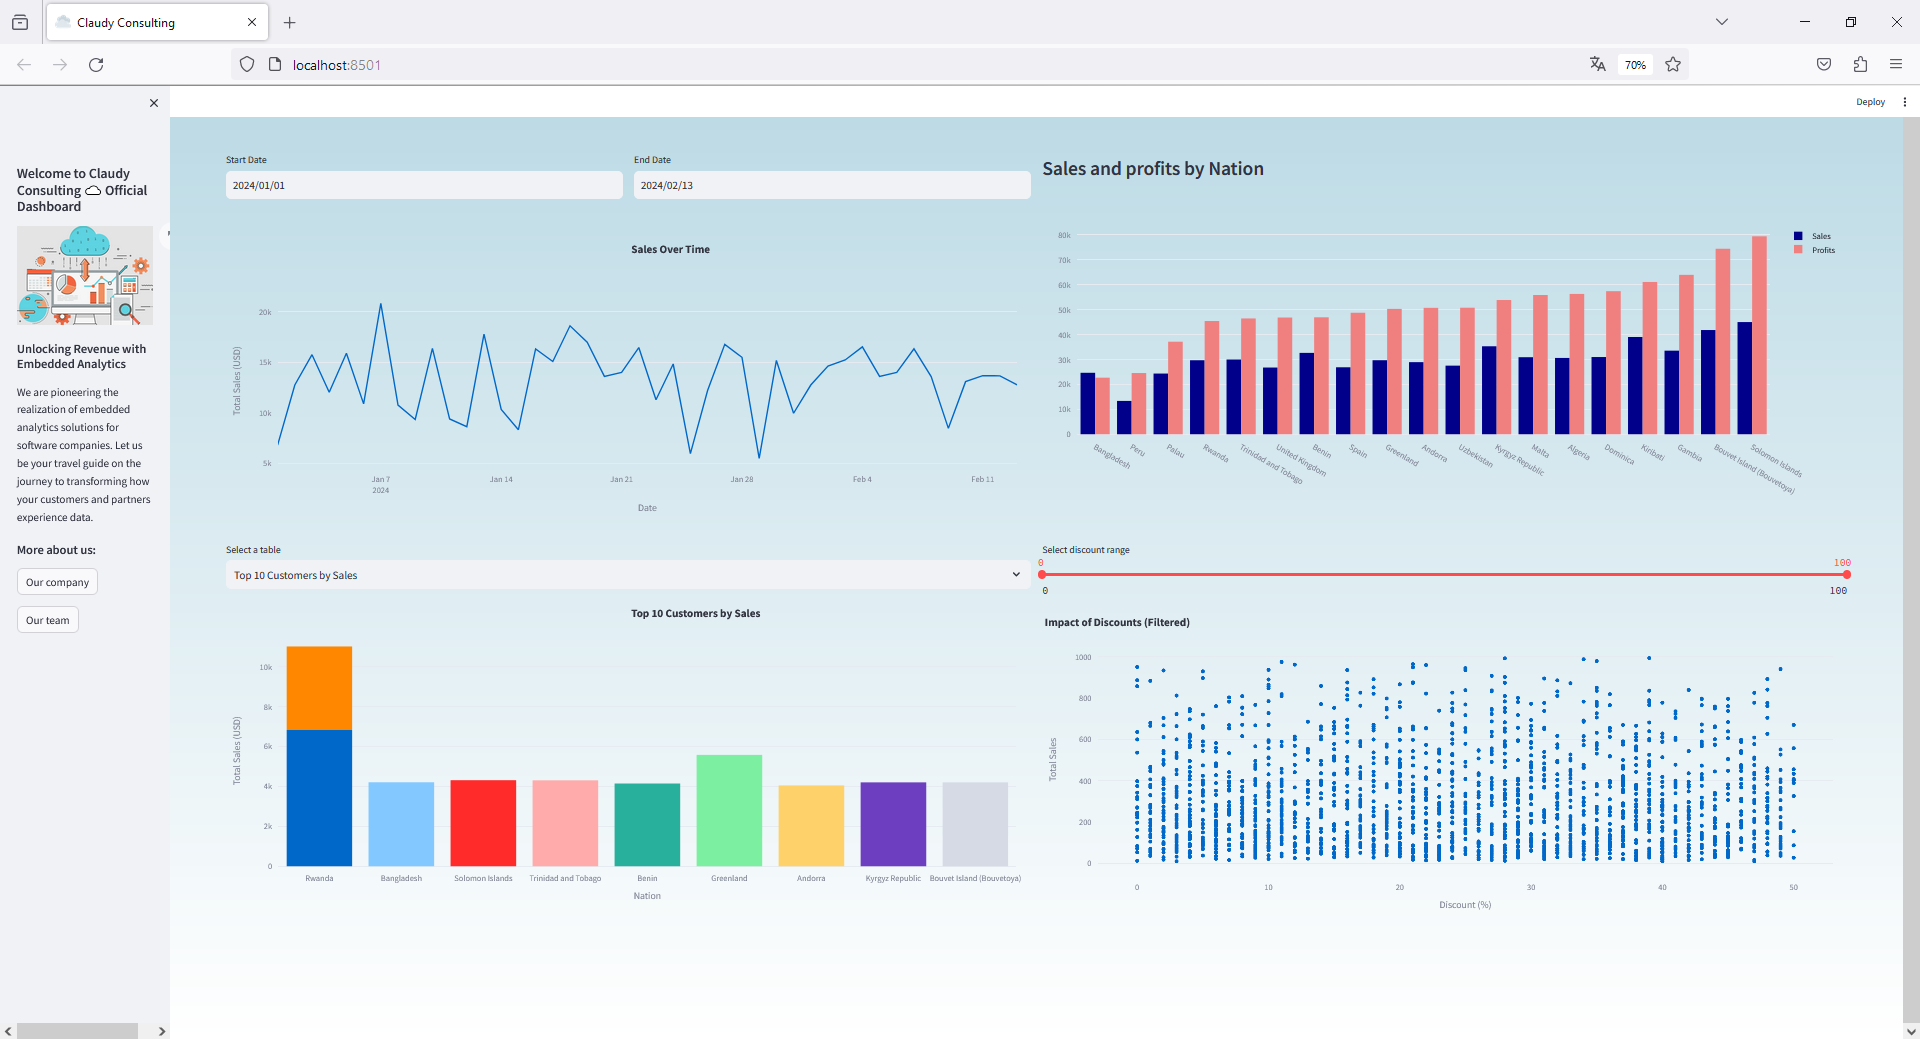 Claudy Consulting
localhost:8501
70%
Deploy
Welcome to Claudy
Consulting ☁ Official
Dashboard
Unlocking Revenue with
Embedded Analytics
We are pioneering the
realization of embedded
analytics solutions for
software companies. Let us
be your travel guide on the
journey to transforming how
your customers and partners
experience data.
More about us:
Our company
Our team
Start Date
2024/01/01
End Date
2024/02/13
Sales Over Time
Total Sales (USD)
20k
15k
10k
5k
Jan 7
2024
Jan 14
Jan 21
Jan 28
Feb 4
Feb 11
Date
Sales and profits by Nation
80k
70k
60k
50k
40k
30k
20k
10k
0
Sales
Profits
Bangladesh
Peru
Palau
Rwanda
Trinidad and Tobago
United Kingdom
Benin
Spain
Greenland
Andorra
Uzbekistan
Kyrgyz Republic
Malta
Algeria
Dominica
Kiribati
Gambia
Bouvet Island (Bouvetoya)
Solomon Islands
Select a table
Top 10 Customers by Sales
Top 10 Customers by Sales
Total Sales (USD)
10k
8k
6k
4k
2k
0
Rwanda
Bangladesh
Solomon Islands
Trinidad and Tobago
Benin
Greenland
Andorra
Kyrgyz Republic
Bouvet Island (Bouvetoya)
Nation
Select discount range
0
100
0
100
Impact of Discounts (Filtered)
Total Sales
1000
800
600
400
200
0
0
10
20
30
40
50
Discount (%)